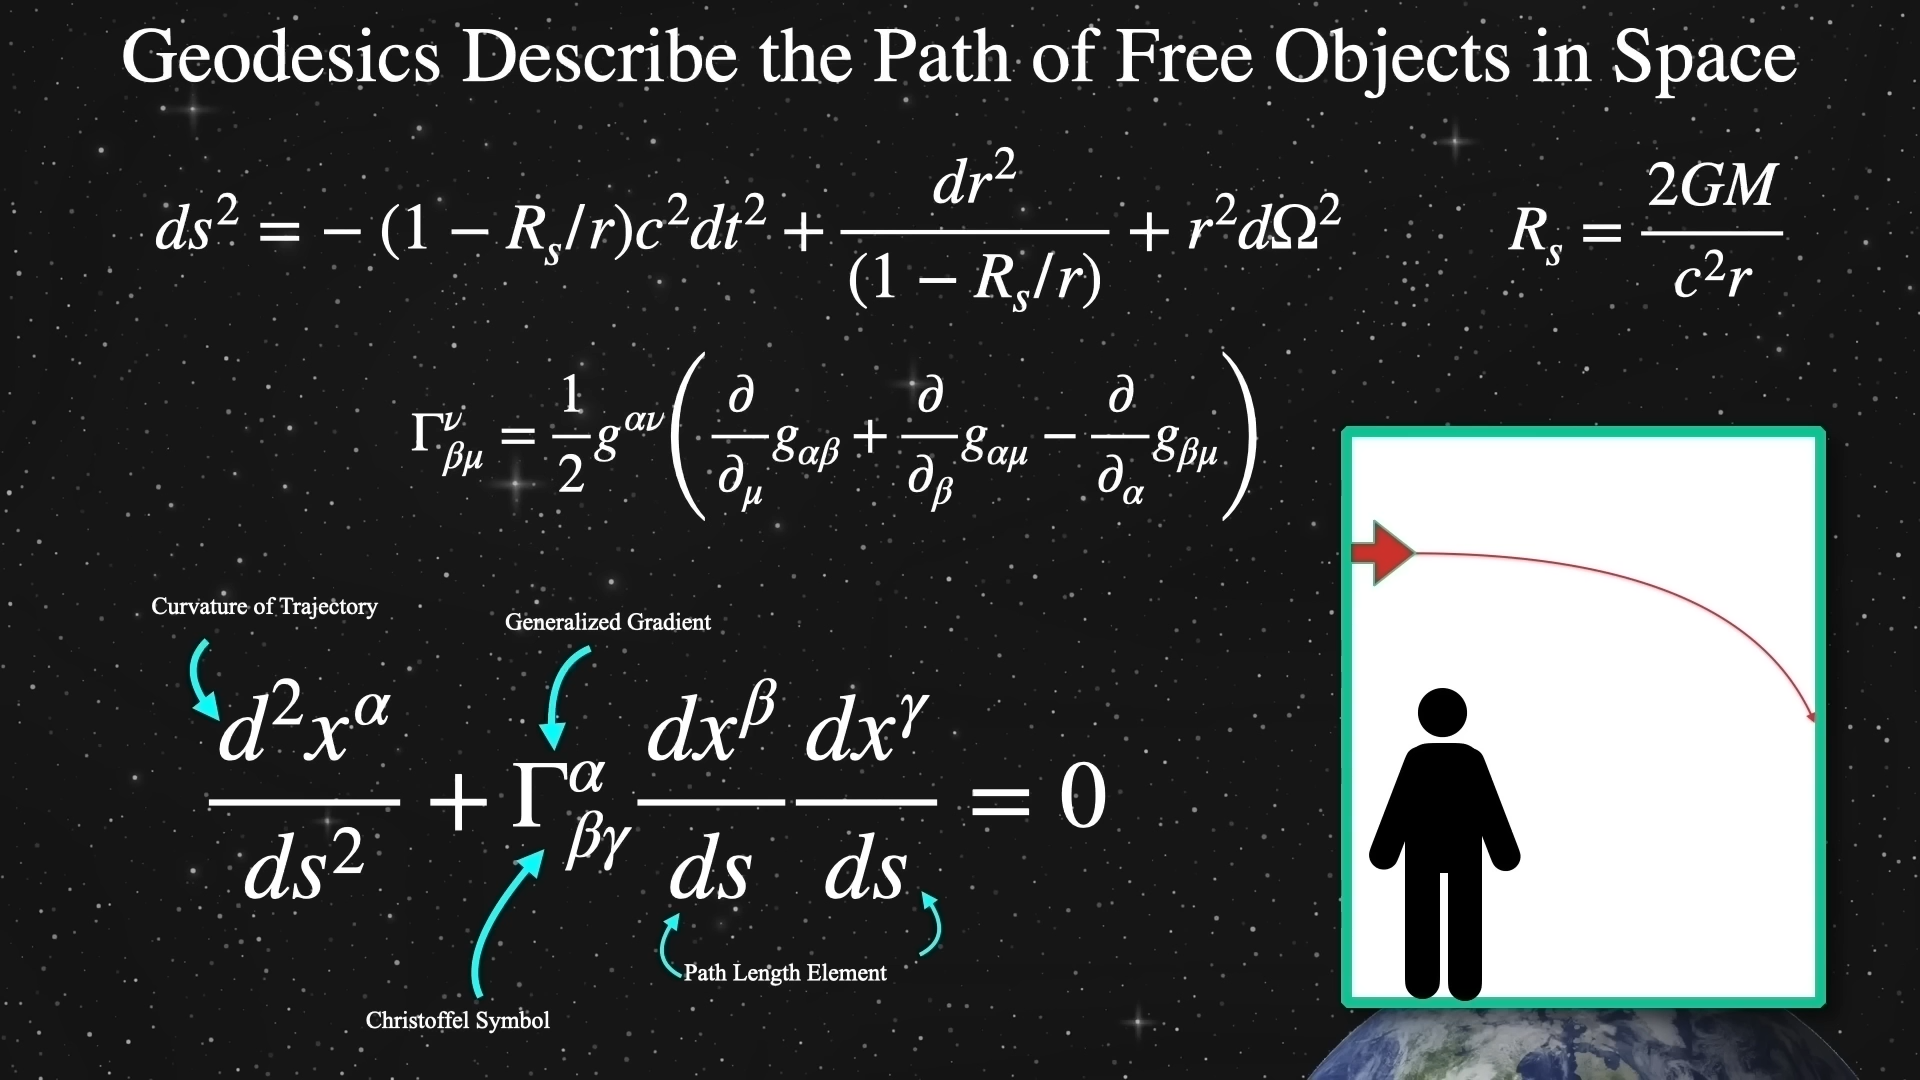 Geodesics Describe the Path of Free Objects in Space
ds² = − (1 − Rₛ/r)c²dt² + dr²/(1 − Rₛ/r) + r²dΩ²
Rₛ = 2GM/c²r
Γ^ν_βμ = 1/2 g^αν (∂/∂_μ g_αβ + ∂/∂_β g_αμ − ∂/∂_α g_βμ)
Curvature of Trajectory
Generalized Gradient
d²x^α/ds² + Γ^α_βγ dx^β/ds dx^γ/ds = 0
Path Length Element
Christoffel Symbol